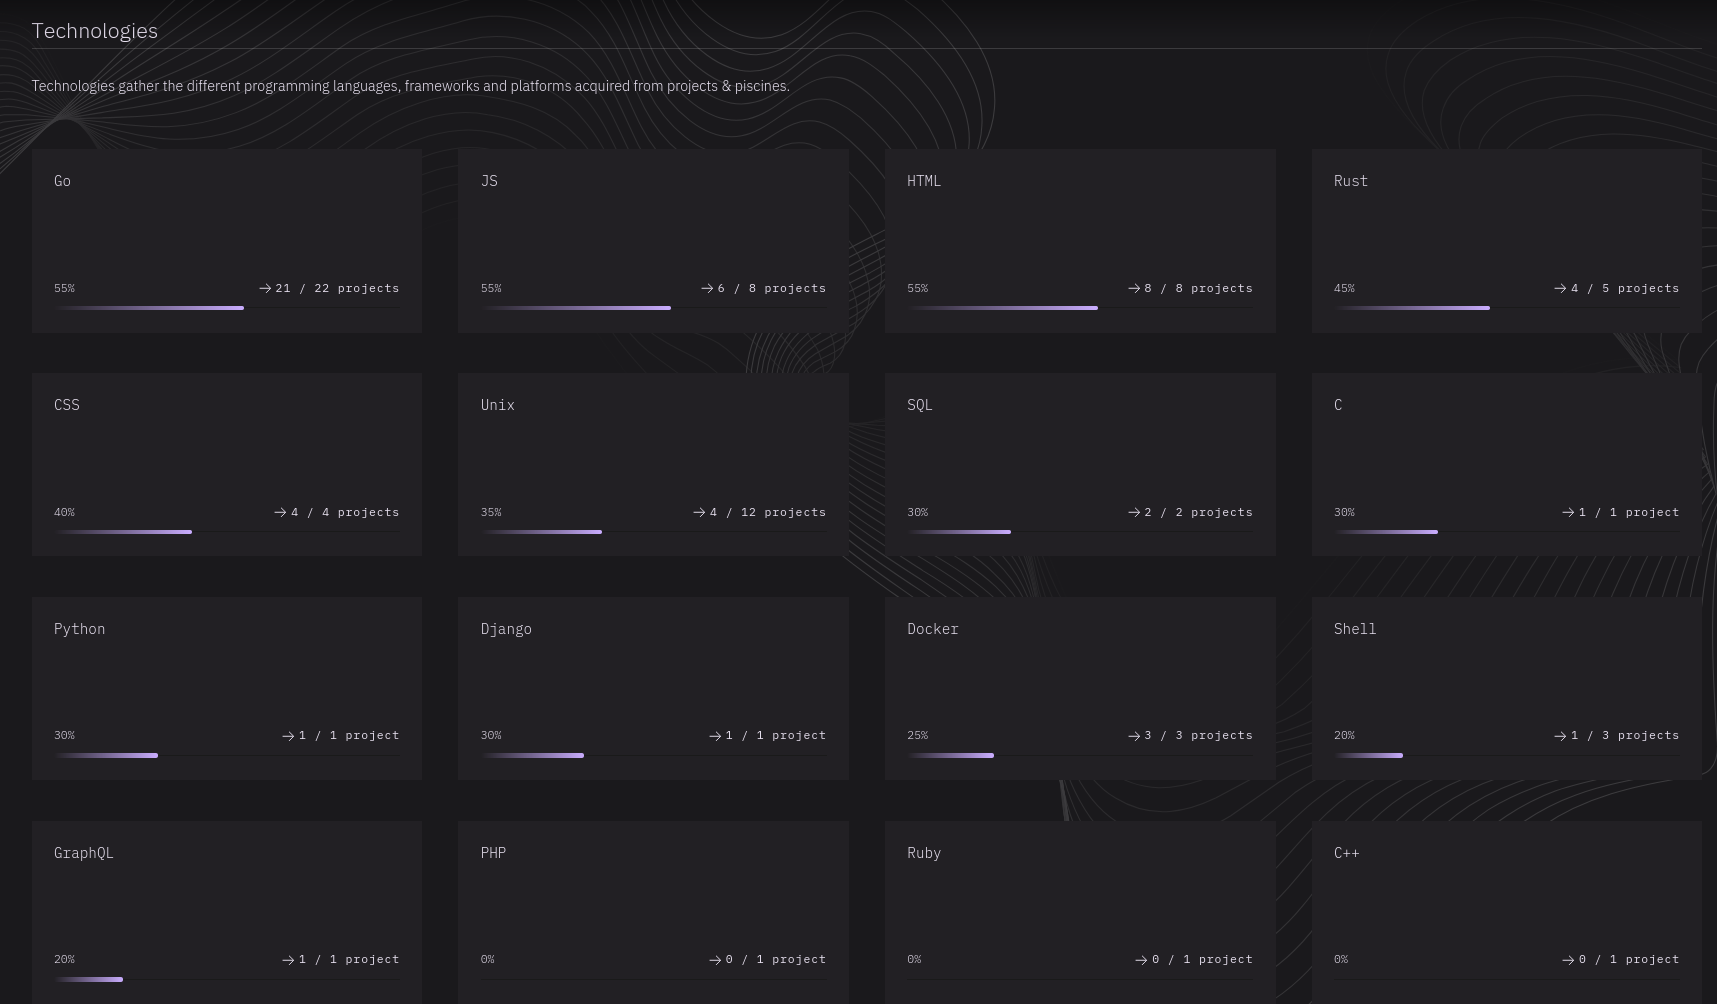 Technologies
Technologies gather the different programming languages, frameworks and platforms acquired from projects & piscines.
Go
55% →21 / 22 projects
JS
55% →6 / 8 projects
HTML
55% →8 / 8 projects
Rust
45% →4 / 5 projects
CSS
40% →4 / 4 projects
Unix
35% →4 / 12 projects
SQL
30% →2 / 2 projects
C
30% →1 / 1 project
Python
30% →1 / 1 project
Django
30% →1 / 1 project
Docker
25% →3 / 3 projects
Shell
20% →1 / 3 projects
GraphQL
20% →1 / 1 project
PHP
0% →0 / 1 project
Ruby
0% →0 / 1 project
C++
0% →0 / 1 project